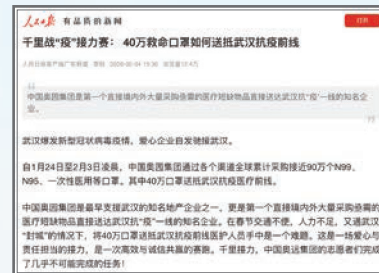 人民日报 有品质的新闻
打开
千里战“疫”接力赛： 40万救命口罩如何送抵武汉抗疫前线
中国奥园集团是第一个直接境内外大量采购亟需的医疗短缺物品直接送达武汉抗“疫”一线的知名企
业。
武汉爆发新型冠状病毒疫情，爱心企业自发驰援武汉。
自1月24日至2月3日凌晨，中国奥园集团通过各个渠道全球累计采购接近90万个N99、
N95、一次性医用等口罩。其中40万口罩送抵武汉抗疫医疗前线。
中国奥园集团是最早支援武汉的知名地产企业之一，更是第一个直接境内外大量采购亟需的
医疗短缺物品直接送达武汉抗“疫”一线的知名企业。在春节交通不便，人力不足，又遇武汉
“封城”的情况下，将40万口罩送抵武汉前线医护人员手中是一个难题。这是一场爱心与
责任担当的接力，是一次高效与诚信共赢的赛跑。千里接力，中国奥园集团的志愿者们完成
了几乎不可能完成的任务！